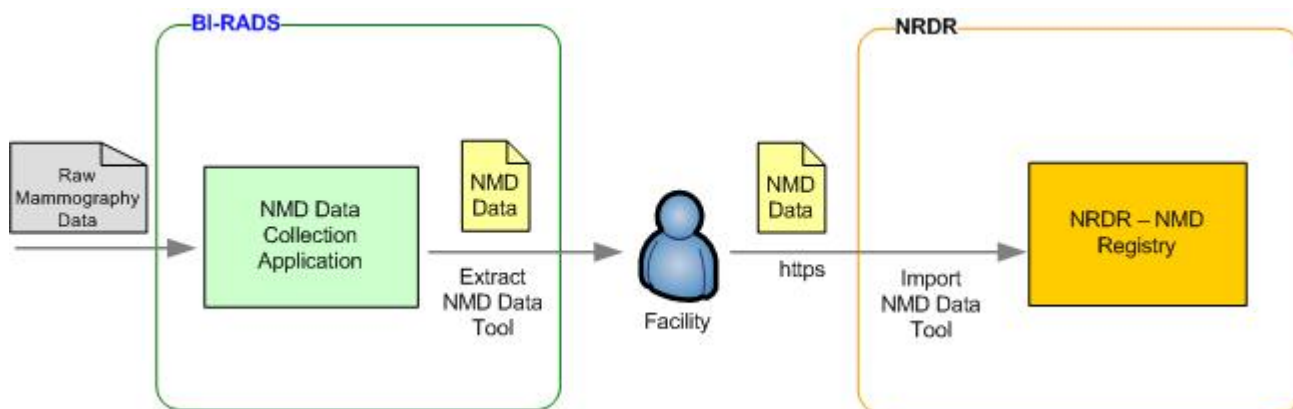 BI-RADS
NRDR
Raw
Mammography
Data
NMD Data
Collection
Application
NMD
Data
Extract
NMD Data
Tool
Facility
NMD
Data
https
Import
NMD Data
Tool
NRDR – NMD
Registry